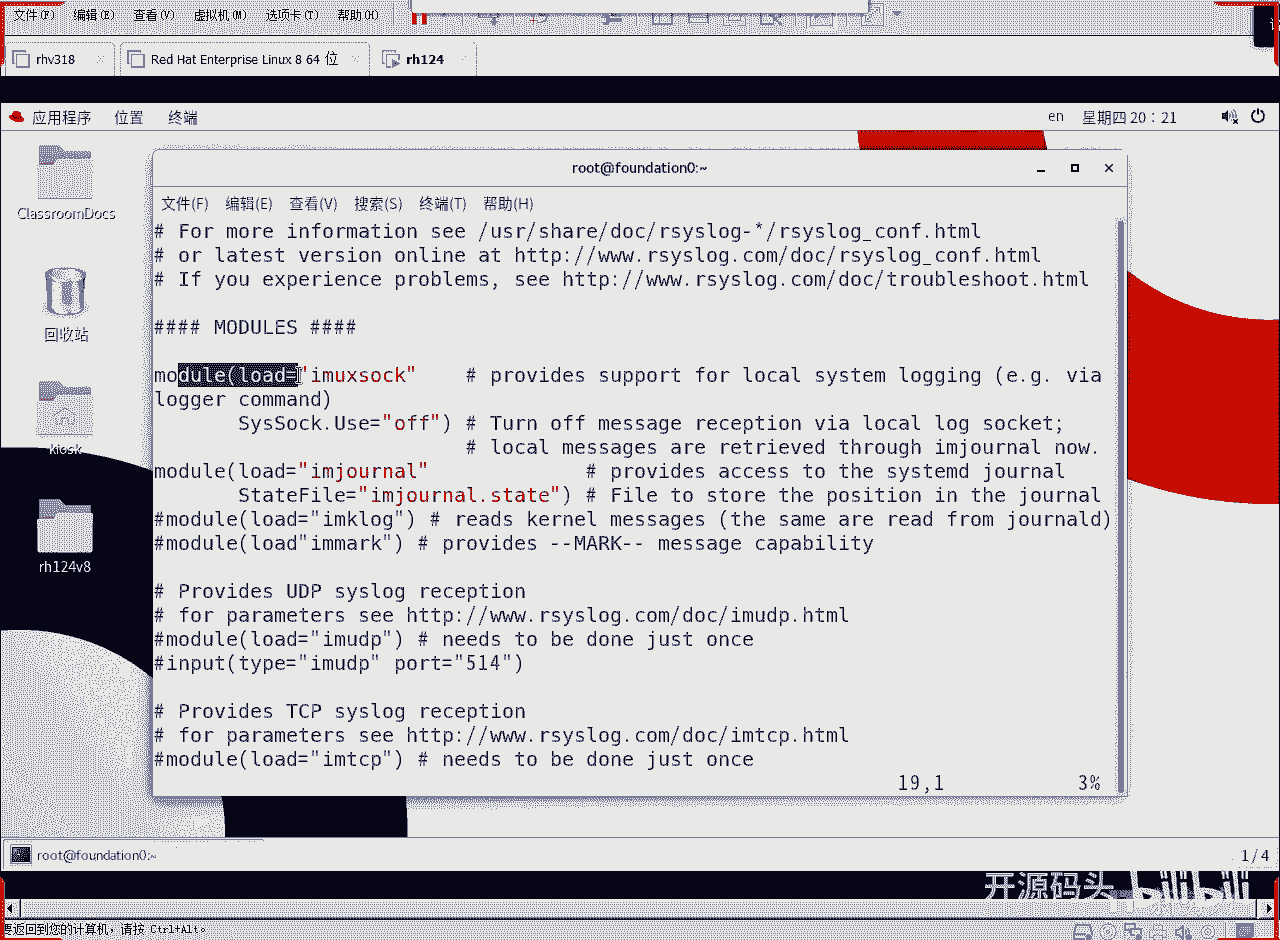 文件(F) 编辑(E) 查看(V) 虚拟机(M) 选项卡(T) 帮助(H)
rhv318 Red Hat Enterprise Linux 8 64 位 rh124
应用程序 位置 终端 en 星期四 20：21
ClassroomDocs
回收站
kiosk
rh124v8
root@foundation0:~
文件(F) 编辑(E) 查看(V) 搜索(S) 终端(T) 帮助(H)
# For more information see /usr/share/doc/rsyslog-*/rsyslog_conf.html
# or latest version online at http://www.rsyslog.com/doc/rsyslog_conf.html
# If you experience problems, see http://www.rsyslog.com/doc/troubleshoot.html
#### MODULES ####
module(load="imuxsock" # provides support for local system logging (e.g. via
logger command)
SysSock.Use="off") # Turn off message reception via local log socket;
# local messages are retrieved through imjournal now.
module(load="imjournal" # provides access to the systemd journal
StateFile="imjournal.state") # File to store the position in the journal
#module(load="imklog") # reads kernel messages (the same are read from journald)
#module(load"immark") # provides --MARK-- message capability
# Provides UDP syslog reception
# for parameters see http://www.rsyslog.com/doc/imudp.html
#module(load="imudp") # needs to be done just once
#input(type="imudp" port="514")
# Provides TCP syslog reception
# for parameters see http://www.rsyslog.com/doc/imtcp.html
#module(load="imtcp") # needs to be done just once
19,1 3%
root@foundation0:~ 1/4
开源码头 bilibili
要返回到您的计算机，请按 Ctrl+Alt。